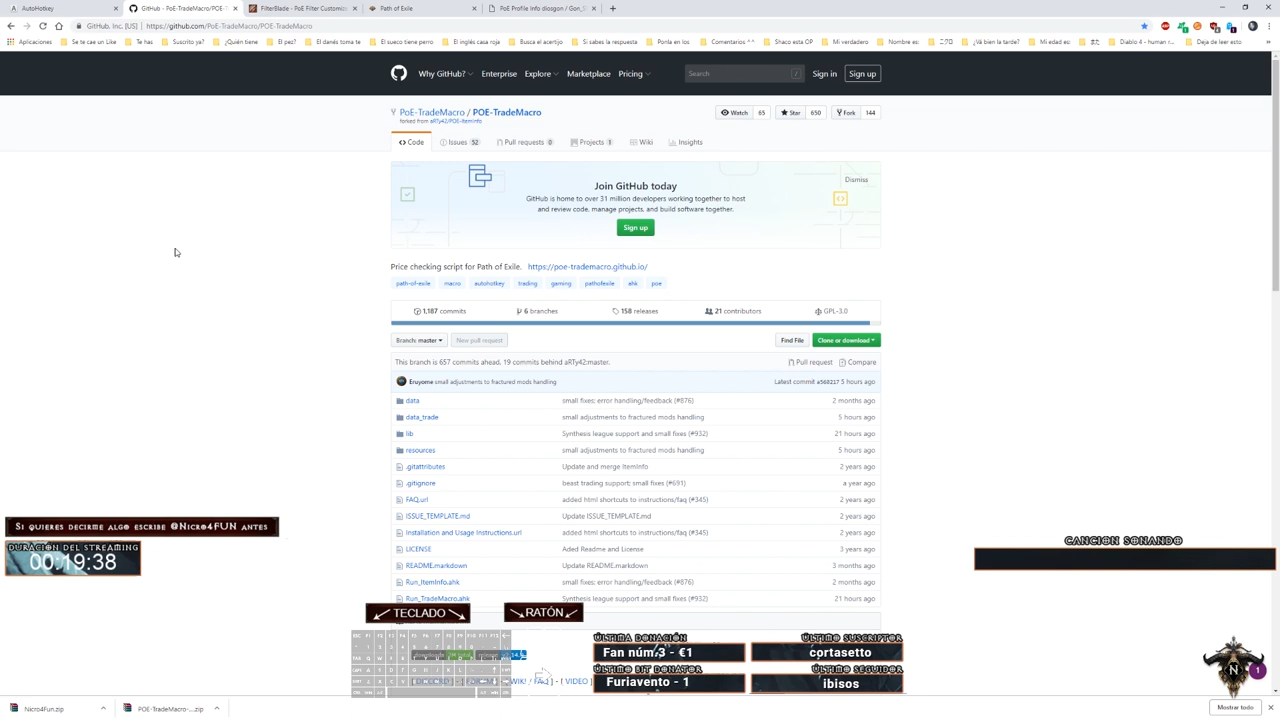 AutoHotkey
GitHub - PoE-TradeMacro/POE-
FilterBlade - PoE Filter Customiz
Path of Exile
PoE Profile Info diosgon / Gon_S
GitHub, Inc. [US] https://github.com/PoE-TradeMacro/POE-TradeMacro
Aplicaciones Se te cae un Like Te has Suscrito ya? ¿Quién tiene El pez? El danés toma te El sueco tiene perro El inglés casa roja Busca el acertijo Si sabes la respuesta Ponla en los Comentarios ^^ Shaco esta OP Mi verdadero Nombre es: ¿Va bien la tarde? Mi edad es: Diablo 4 - human r Deja de leer esto
Why GitHub? Enterprise Explore Marketplace Pricing Search / Sign in Sign up
PoE-TradeMacro / POE-TradeMacro
forked from aRTy42/POE-ItemInfo
Watch 65 Star 650 Fork 144
Code Issues 52 Pull requests 0 Projects 1 Wiki Insights
Dismiss
Join GitHub today
GitHub is home to over 31 million developers working together to host
and review code, manage projects, and build software together.
Sign up
Price checking script for Path of Exile. https://poe-trademacro.github.io/
path-of-exile macro autohotkey trading gaming pathofexile ahk poe
1,187 commits 6 branches 158 releases 21 contributors GPL-3.0
Branch: master New pull request Find File Clone or download
This branch is 657 commits ahead, 19 commits behind aRTy42:master. Pull request Compare
Eruyome small adjustments to fractured mods handling Latest commit a568217 5 hours ago
data small fixes; error handling/feedback (#876) 2 months ago
data_trade small adjustments to fractured mods handling 5 hours ago
lib Synthesis league support and small fixes (#932) 21 hours ago
resources small adjustments to fractured mods handling 5 hours ago
.gitattributes Update and merge ItemInfo 2 years ago
.gitignore beast trading support; small fixes (#691) a year ago
FAQ.url added html shortcuts to instructions/faq (#345) 2 years ago
ISSUE_TEMPLATE.md Update ISSUE_TEMPLATE.md 2 years ago
Installation and Usage Instructions.url added html shortcuts to instructions/faq (#345) 2 years ago
LICENSE Aded Readme and License 3 years ago
README.markdown Update README.markdown 3 months ago
Run_ItemInfo.ahk small fixes; error handling/feedback (#876) 2 months ago
Run_TradeMacro.ahk Synthesis league support and small fixes (#932) 21 hours ago
SI QUIERES DECIRME ALGO ESCRIBE @NICRO4FUN ANTES
DURACION DEL STREAMING
00:19:38
CANCION SONANDO
TECLADO
RATÓN
ÚLTIMA DONACIÓN
Fan núm/3 - €1
ÚLTIMO SUSCRIPTOR
cortasetto
ÚLTIMO BIT DONATOR
Furiavento - 1
ÚLTIMO SEGUIDOR
ibisos
WIKI / FAQ ] - [ VIDEO ]
N
1
Nicro4Fun.zip
POE-TradeMacro-....zip
Mostrar todo